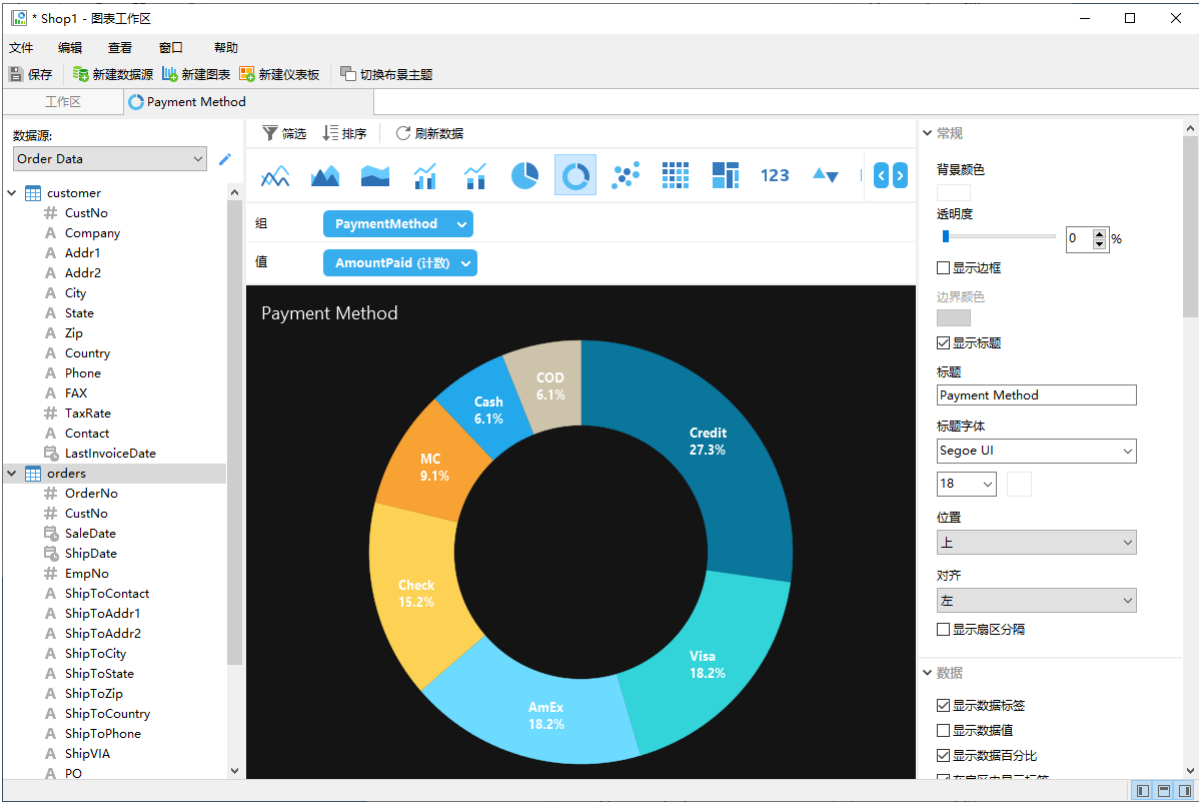 * Shop1 - 图表工作区
文件 编辑 查看 窗口 帮助
保存 新建数据源 新建图表 新建仪表板 切换布景主题
工作区 Payment Method
数据源:
Order Data
customer
CustNo
Company
Addr1
Addr2
City
State
Zip
Country
Phone
FAX
TaxRate
Contact
LastInvoiceDate
orders
OrderNo
CustNo
SaleDate
ShipDate
EmpNo
ShipToContact
ShipToAddr1
ShipToAddr2
ShipToCity
ShipToState
ShipToZip
ShipToCountry
ShipToPhone
ShipVIA
PO
筛选 排序 刷新数据
123
组 PaymentMethod
值 AmountPaid (计数)
Payment Method
COD
6.1%
Cash
6.1%
Credit
27.3%
MC
9.1%
Check
15.2%
Visa
18.2%
AmEx
18.2%
常规
背景颜色
透明度
0 %
显示边框
边界颜色
显示标题
标题
Payment Method
标题字体
Segoe UI
18
位置
上
对齐
左
显示扇区分隔
数据
显示数据标签
显示数据值
显示数据百分比